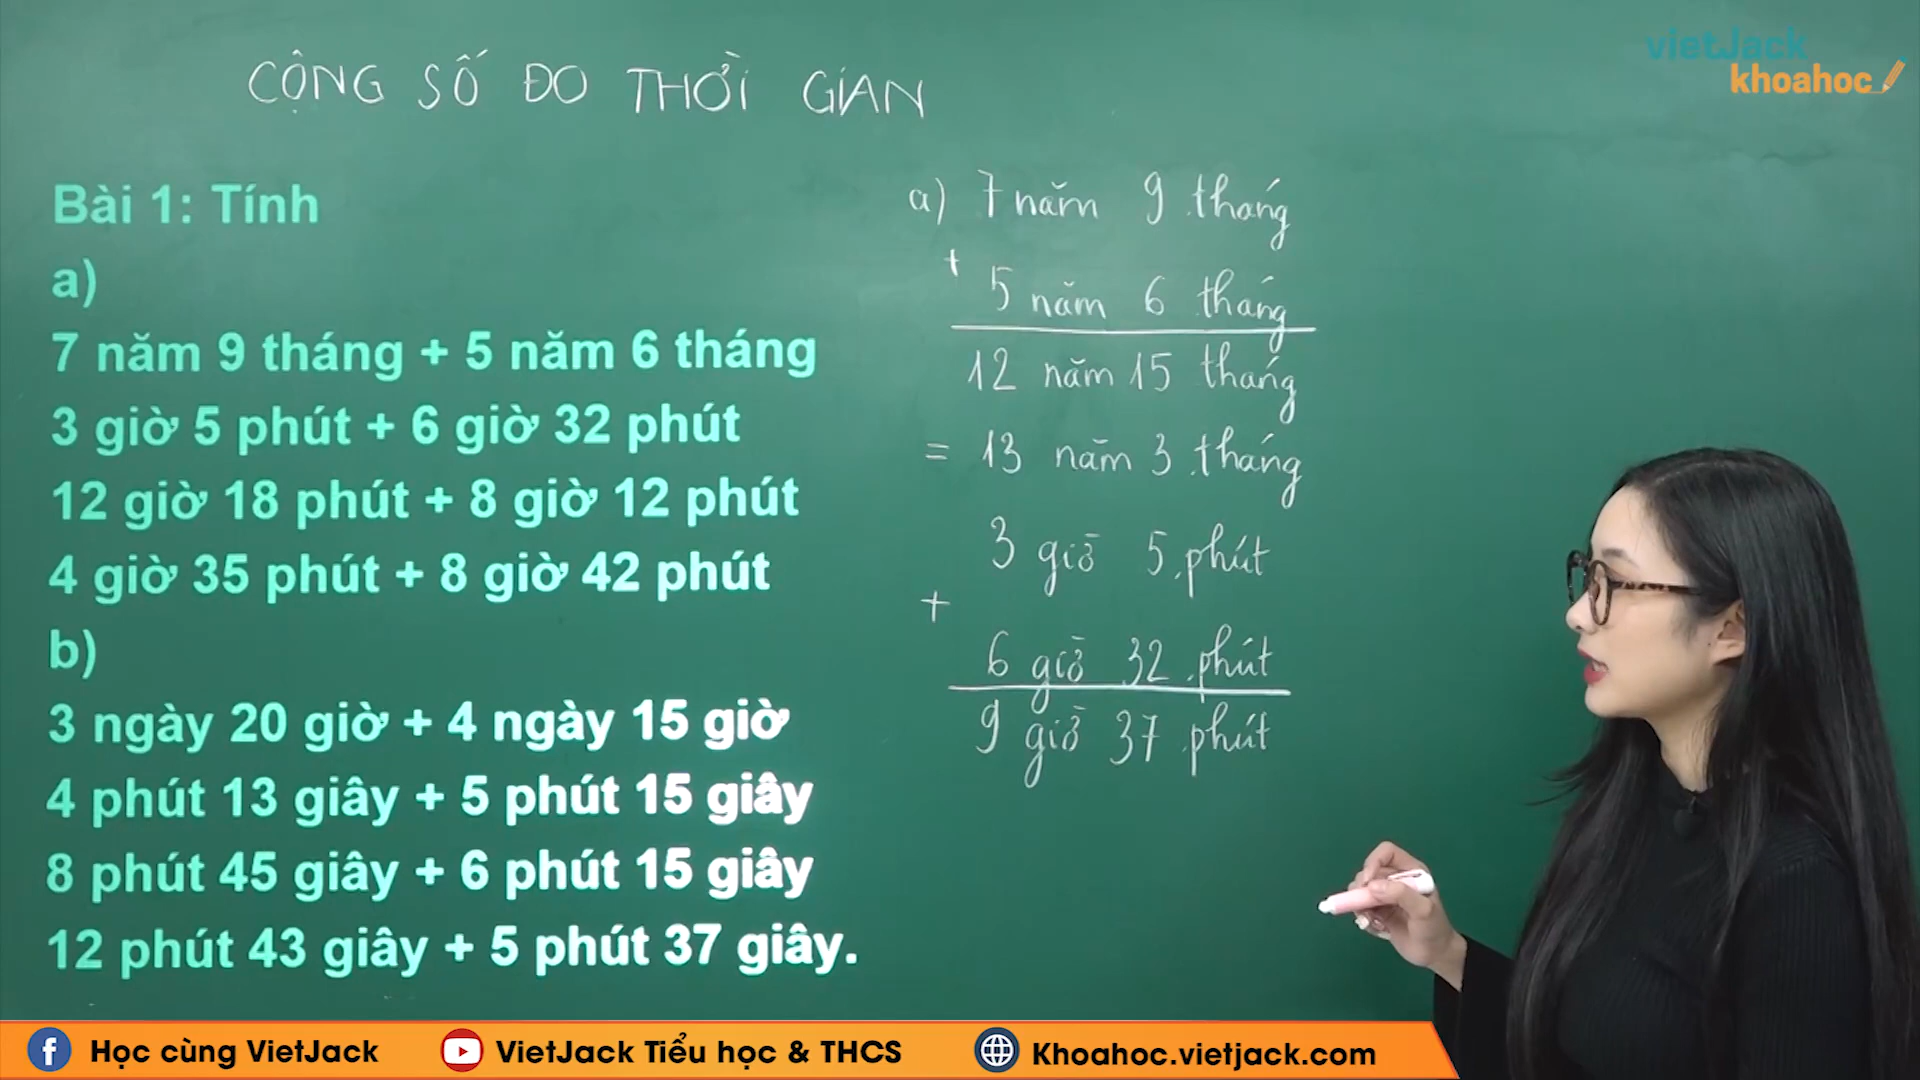 CỘNG SỐ ĐO THỜI GIAN
vietJack
khoahoc
Bài 1: Tính
a)
7 năm 9 tháng + 5 năm 6 tháng
3 giờ 5 phút + 6 giờ 32 phút
12 giờ 18 phút + 8 giờ 12 phút
4 giờ 35 phút + 8 giờ 42 phút
b)
3 ngày 20 giờ + 4 ngày 15 giờ
4 phút 13 giây + 5 phút 15 giây
8 phút 45 giây + 6 phút 15 giây
12 phút 43 giây + 5 phút 37 giây.
a) 7 năm 9 tháng
+
5 năm 6 tháng
12 năm 15 tháng
= 13 năm 3 tháng
3 giờ 5 phút
+
6 giờ 32 phút
9 giờ 37 phút
Học cùng VietJack
VietJack Tiểu học & THCS
Khoahoc.vietjack.com